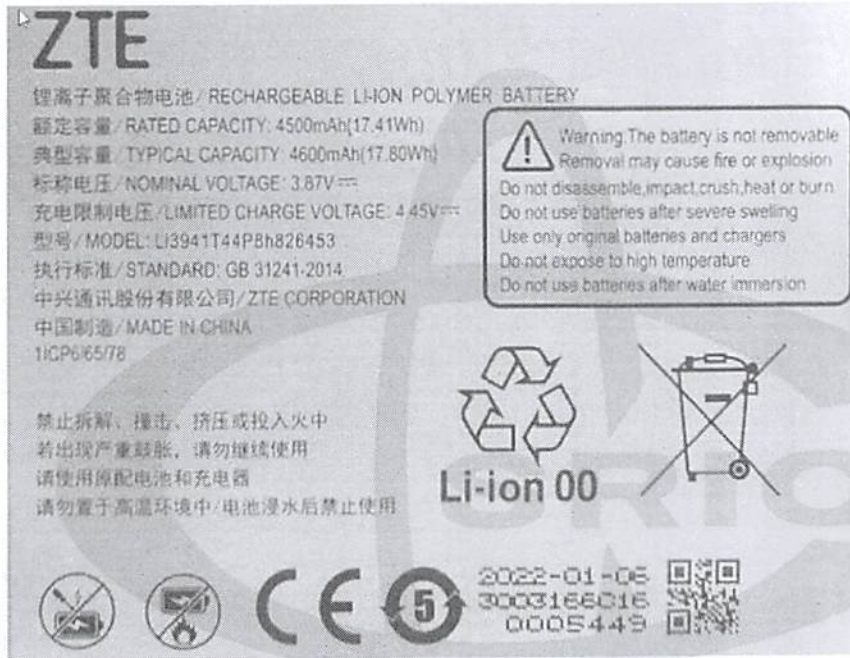 ZTE
锂离子聚合物电池/RECHARGEABLE LI-ION POLYMER BATTERY
额定容量/RATED CAPACITY: 4500mAh(17.41Wh)
典型容量/TYPICAL CAPACITY: 4600mAh(17.80Wh)
标称电压/NOMINAL VOLTAGE: 3.87V⎓
充电限制电压/LIMITED CHARGE VOLTAGE: 4.45V⎓
型号/MODEL: Li3941T44P8h826453
执行标准/STANDARD: GB 31241-2014
中兴通讯股份有限公司/ZTE CORPORATION
中国制造/MADE IN CHINA
1ICP6/65/78
Warning.The battery is not removable
Removal may cause fire or explosion
Do not disassemble,impact,crush,heat or burn
Do not use batteries after severe swelling
Use only original batteries and chargers
Do not expose to high temperature
Do not use batteries after water immersion
禁止拆解、撞击、挤压或投入火中
若出现严重鼓胀，请勿继续使用
请使用原配电池和充电器
请勿置于高温环境中/电池浸水后禁止使用
Li-ion 00
CE
5
2022-01-06
3003166016
0005449